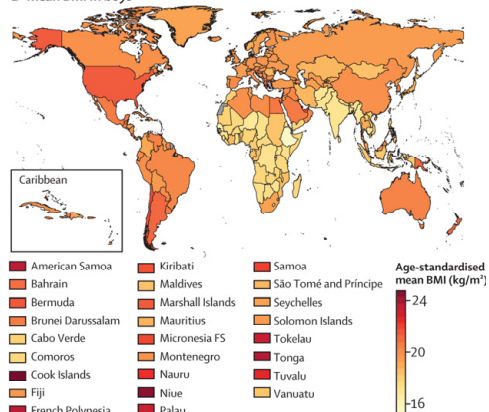 Caribbean
American Samoa
Bahrain
Bermuda
Brunei Darussalam
Cabo Verde
Comoros
Cook Islands
Fiji
French Polynesia
Kiribati
Maldives
Marshall Islands
Mauritius
Micronesia FS
Montenegro
Nauru
Niue
Palau
Samoa
São Tomé and Príncipe
Seychelles
Solomon Islands
Tokelau
Tonga
Tuvalu
Vanuatu
Age-standardised
mean BMI (kg/m²)
24
20
16